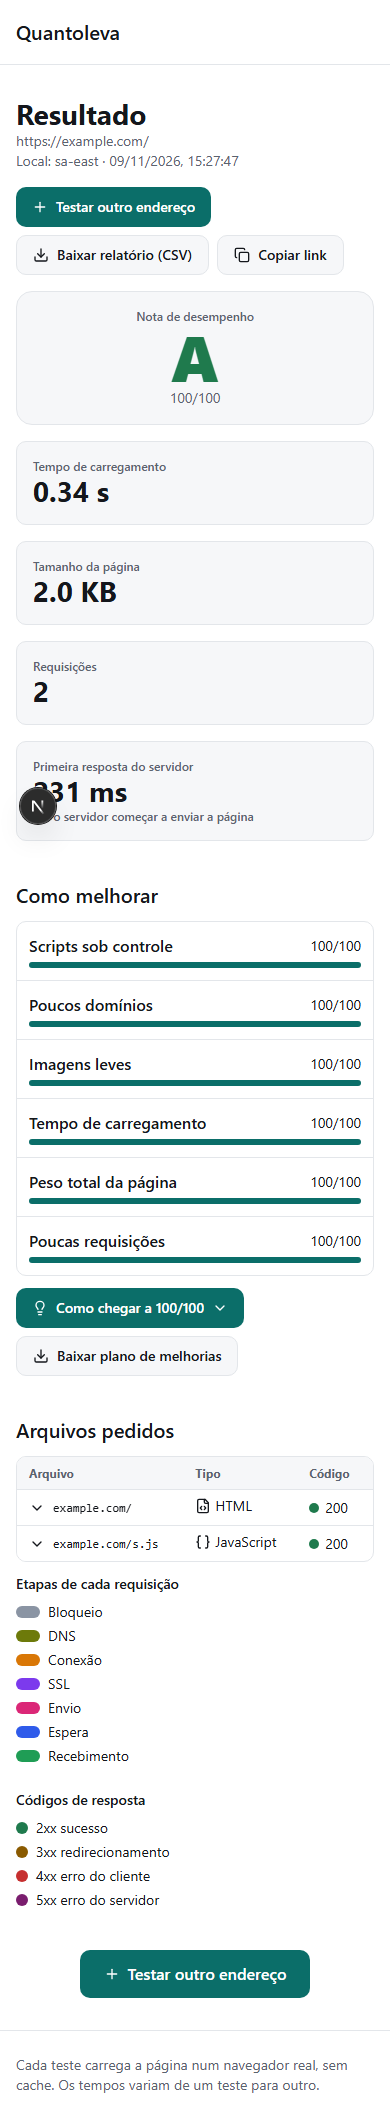 Quantoleva
Resultado
https://example.com/
Local: sa-east · 09/11/2026, 15:27:47
Testar outro endereço
Baixar relatório (CSV)
Copiar link
Nota de desempenho
A
100/100
Tempo de carregamento
0.34 s
Tamanho da página
2.0 KB
Requisições
2
Primeira resposta do servidor
231 ms
o servidor começar a enviar a página
Como melhorar
Scripts sob controle 100/100
Poucos domínios 100/100
Imagens leves 100/100
Tempo de carregamento 100/100
Peso total da página 100/100
Poucas requisições 100/100
Como chegar a 100/100
Baixar plano de melhorias
Arquivos pedidos
Arquivo Tipo Código
example.com/ HTML 200
example.com/s.js JavaScript 200
Etapas de cada requisição
Bloqueio
DNS
Conexão
SSL
Envio
Espera
Recebimento
Códigos de resposta
2xx sucesso
3xx redirecionamento
4xx erro do cliente
5xx erro do servidor
Testar outro endereço
Cada teste carrega a página num navegador real, sem
cache. Os tempos variam de um teste para outro.